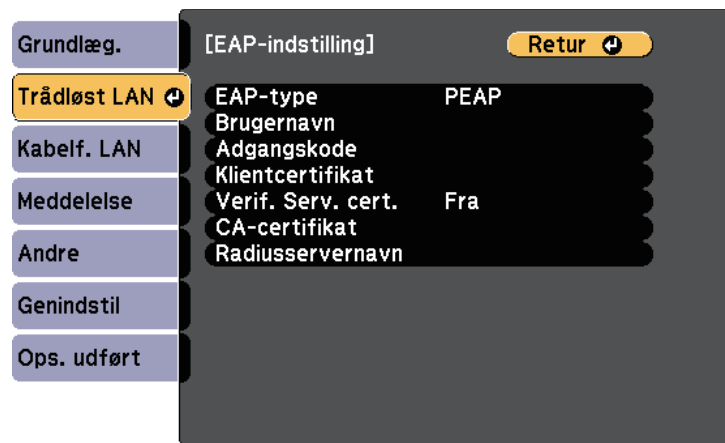 Grundlæg.
Trådløst LAN
Kabelf. LAN
Meddelelse
Andre
Genindstil
Ops. udført
[EAP-indstilling]
Retur
EAP-type PEAP
Brugernavn
Adgangskode
Klientcertifikat
Verif. Serv. cert. Fra
CA-certifikat
Radiusservernavn